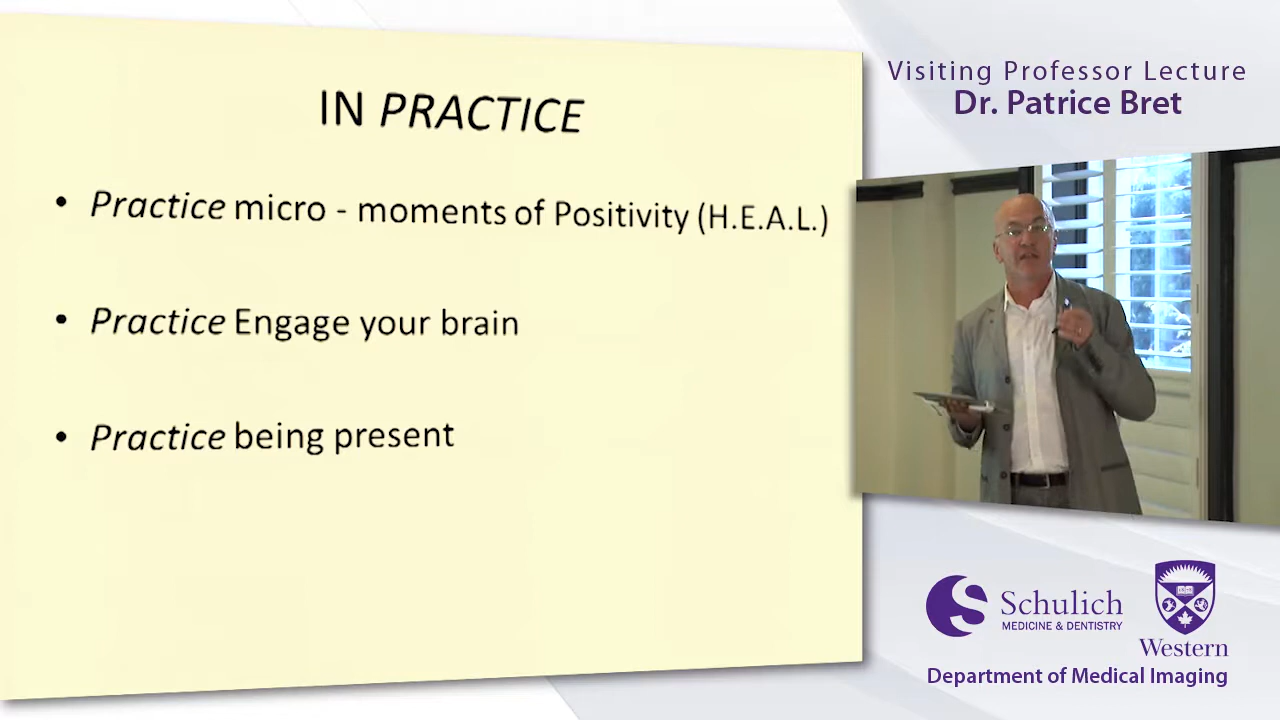 IN PRACTICE
• Practice micro - moments of Positivity (H.E.A.L.)
• Practice Engage your brain
• Practice being present
Visiting Professor Lecture
Dr. Patrice Bret
Schulich
MEDICINE & DENTISTRY
Western
Department of Medical Imaging